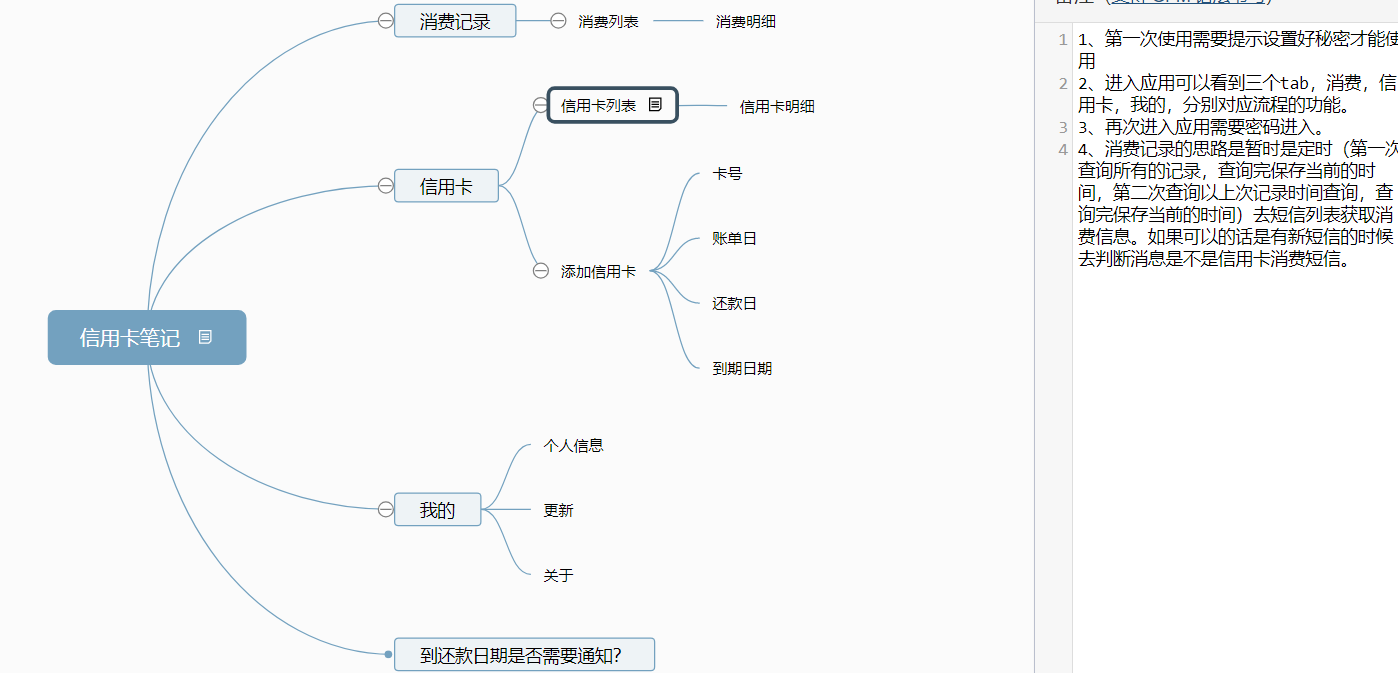 消费记录
消费列表
消费明细
信用卡列表
信用卡明细
信用卡
卡号
账单日
添加信用卡
还款日
到期日期
信用卡笔记
个人信息
我的
更新
关于
到还款日期是否需要通知?
1 1、第一次使用需要提示设置好秘密才能使
用
2 2、进入应用可以看到三个tab，消费，信
用卡，我的，分别对应流程的功能。
3 3、再次进入应用需要密码进入。
4 4、消费记录的思路是暂时是定时（第一次
查询所有的记录，查询完保存当前的时
间，第二次查询以上次记录时间查询，查
询完保存当前的时间）去短信列表获取消
费信息。如果可以的话是有新短信的时候
去判断消息是不是信用卡消费短信。